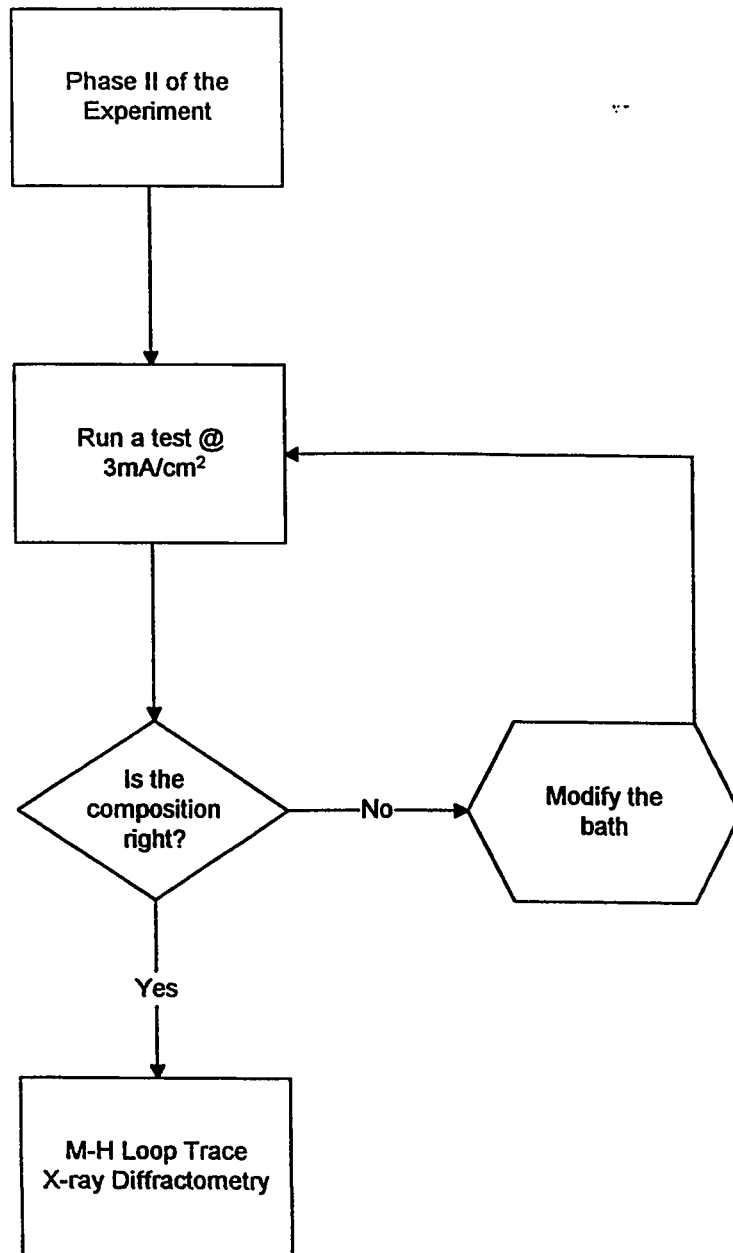 Phase II of the
Experiment
Run a test @
3mA/cm²
Is the
composition
right?
No
Modify the
bath
Yes
M-H Loop Trace
X-ray Diffractometry